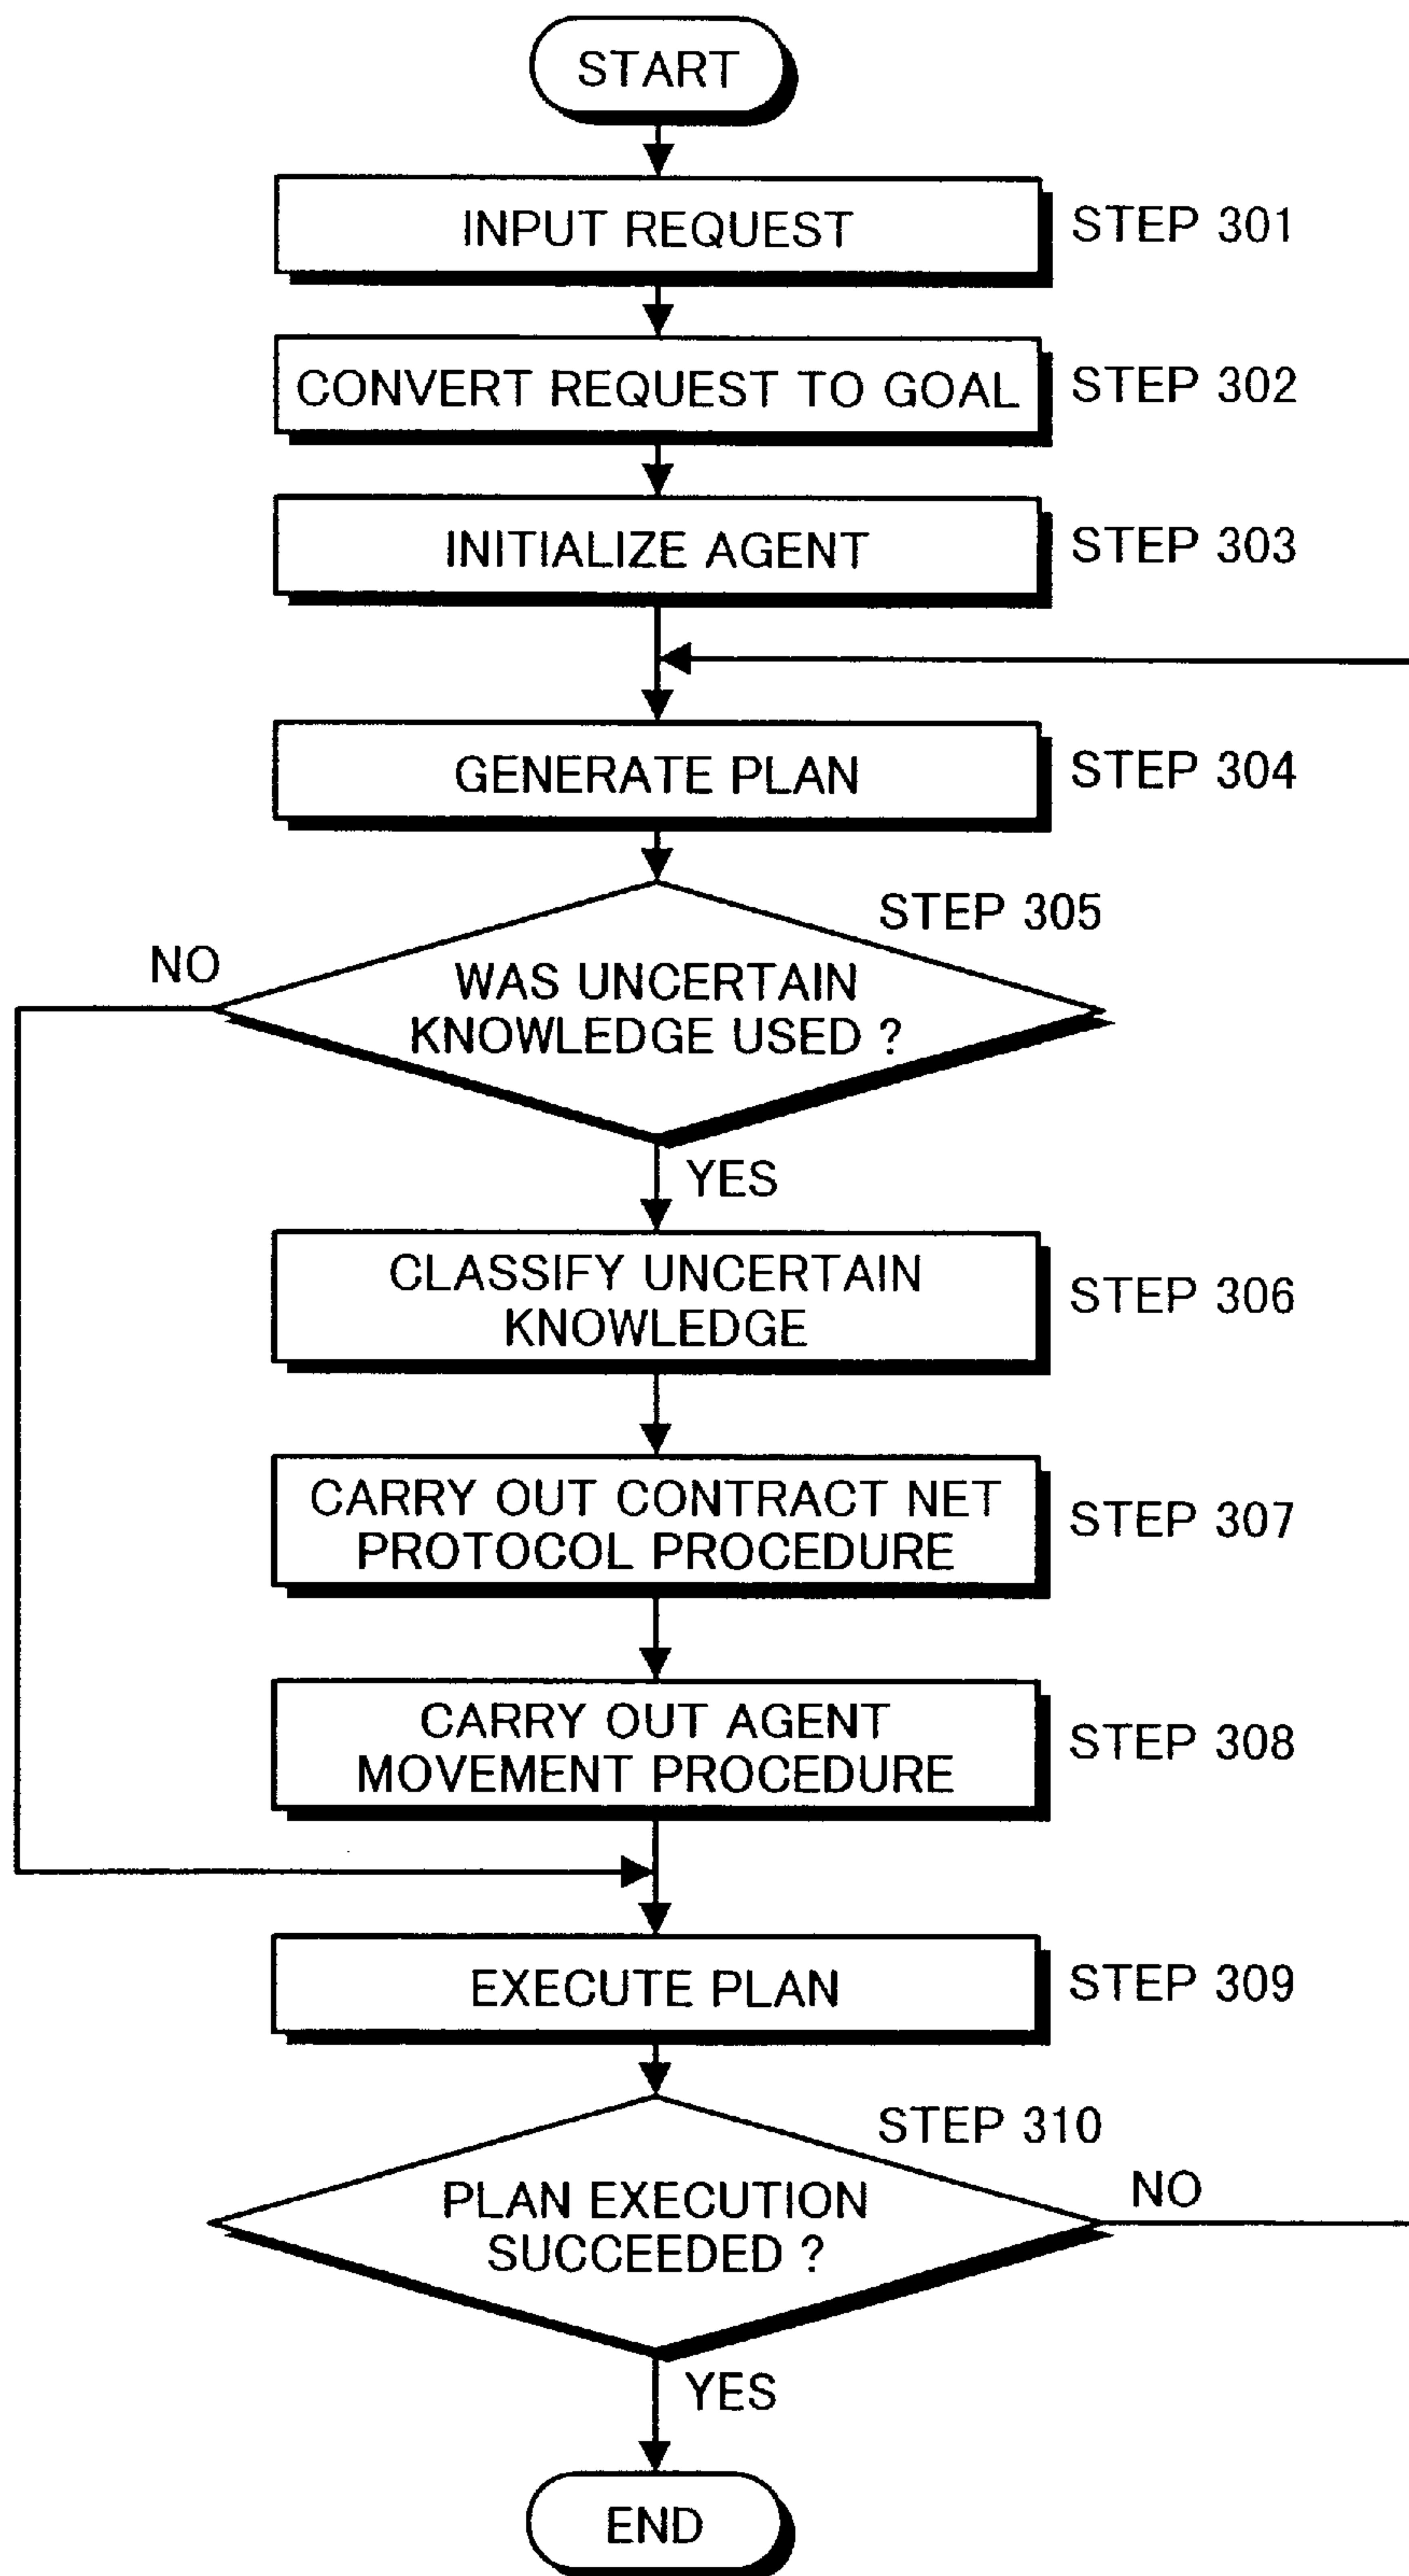 START
INPUT REQUEST
STEP 301
CONVERT REQUEST TO GOAL
STEP 302
INITIALIZE AGENT
STEP 303
GENERATE PLAN
STEP 304
STEP 305
NO
WAS UNCERTAIN
KNOWLEDGE USED ?
YES
CLASSIFY UNCERTAIN
KNOWLEDGE
STEP 306
CARRY OUT CONTRACT NET
PROTOCOL PROCEDURE
STEP 307
CARRY OUT AGENT
MOVEMENT PROCEDURE
STEP 308
EXECUTE PLAN
STEP 309
STEP 310
PLAN EXECUTION
SUCCEEDED ?
NO
YES
END